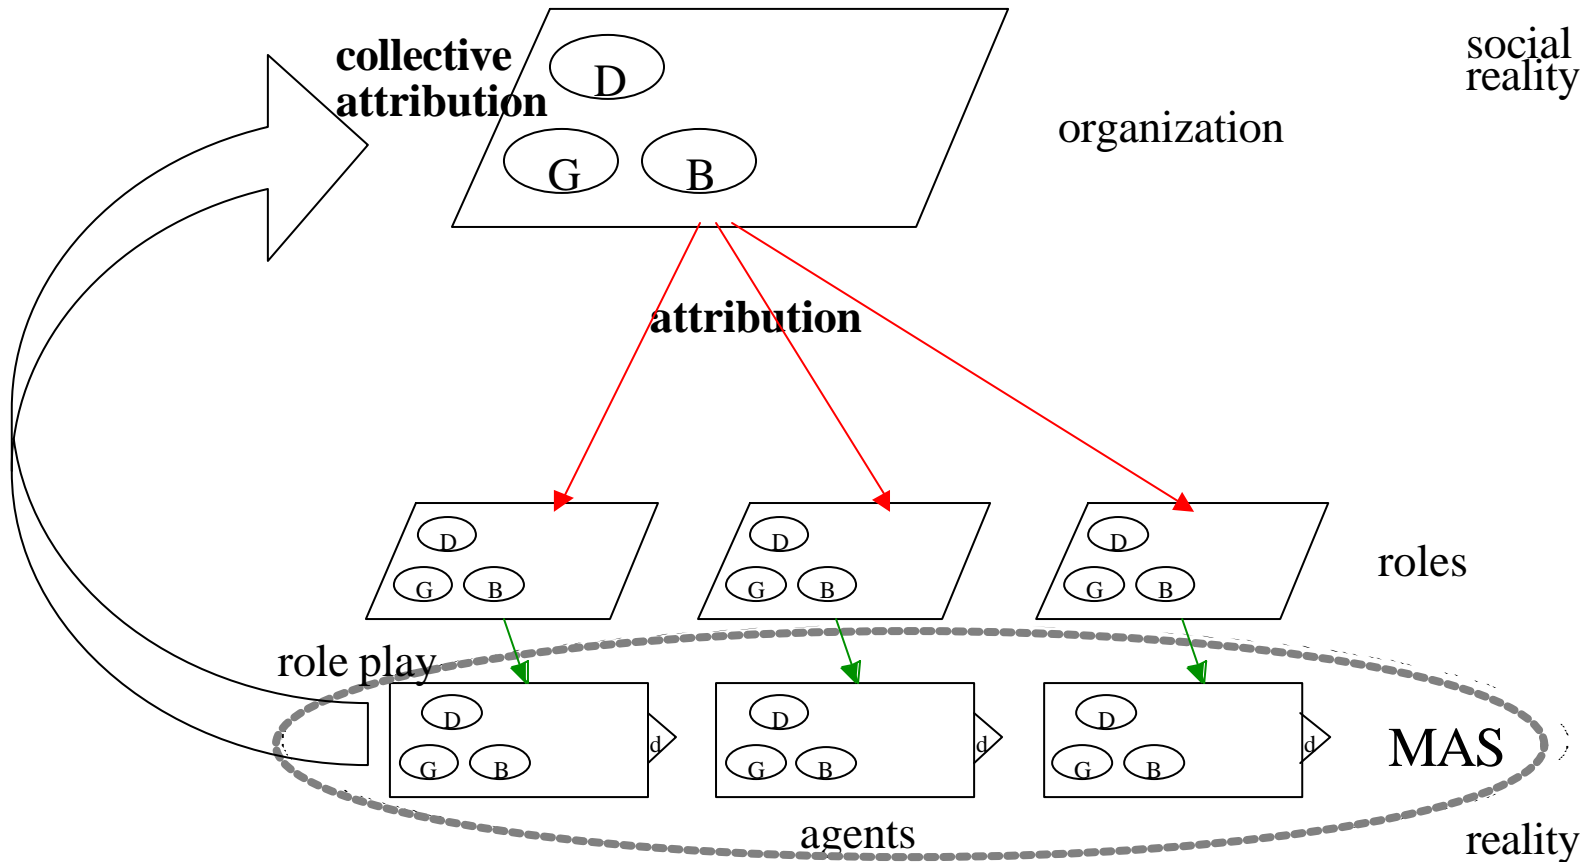 collective
attribution
social
reality
D
organization
G B
attribution
D D D
G B G B G B
roles
role play
D D D
d d d
G B G B G B
MAS
agents
reality